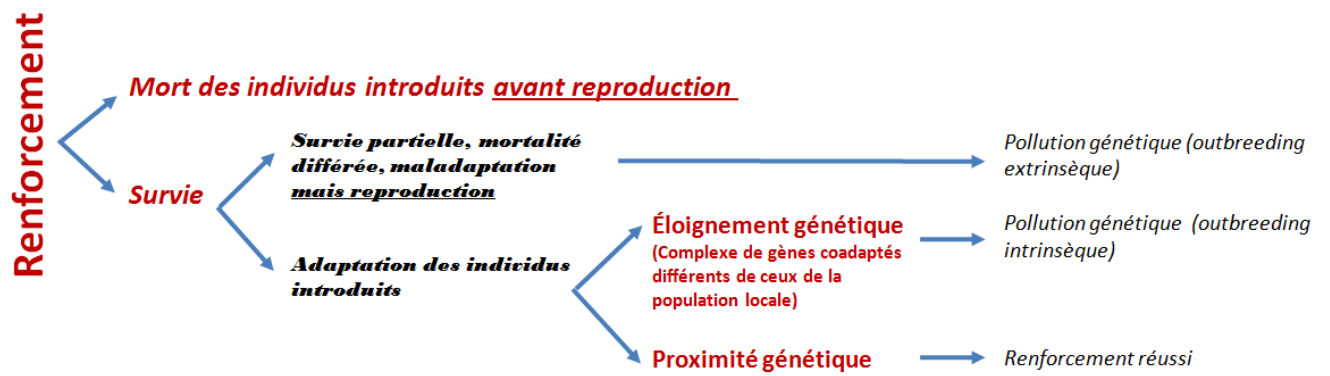 Renforcement
Mort des individus introduits avant reproduction
Survie partielle, mortalité
différée, maladaptation
mais reproduction
Pollution génétique (outbreeding
extrinsèque)
Survie
Éloignement génétique
(Complexe de gènes coadaptés
différents de ceux de la
population locale)
Pollution génétique (outbreeding
intrinsèque)
Adaptation des individus
introduits
Proximité génétique
Renforcement réussi